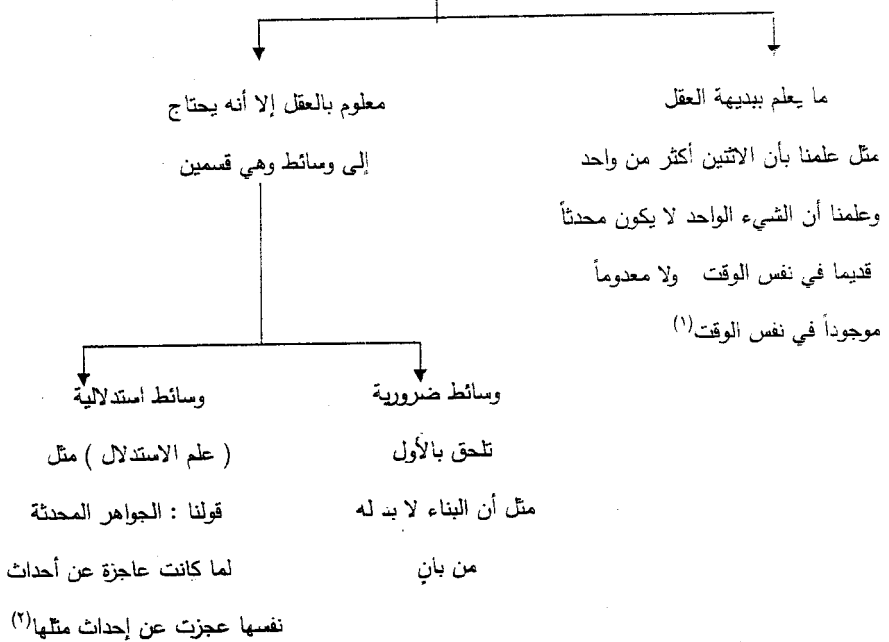 ما يعلم ببديهة العقل
مثل علمنا بأن الاثنين أكثر من واحد
وعلمنا أن الشيء الواحد لا يكون محدثاً
قديما في نفس الوقت ولا معدوماً
موجوداً في نفس الوقت(١)
معلوم بالعقل إلا أنه يحتاج
إلى وسائط وهي قسمين
وسائط ضرورية
تلحق بالأول
مثل أن البناء لا بد له
من بانٍ
وسائط استدلالية
( علم الاستدلال ) مثل
قولنا : الجواهر المحدثة
لما كانت عاجزة عن أحداث
نفسها عجزت عن إحداث مثلها(٢)